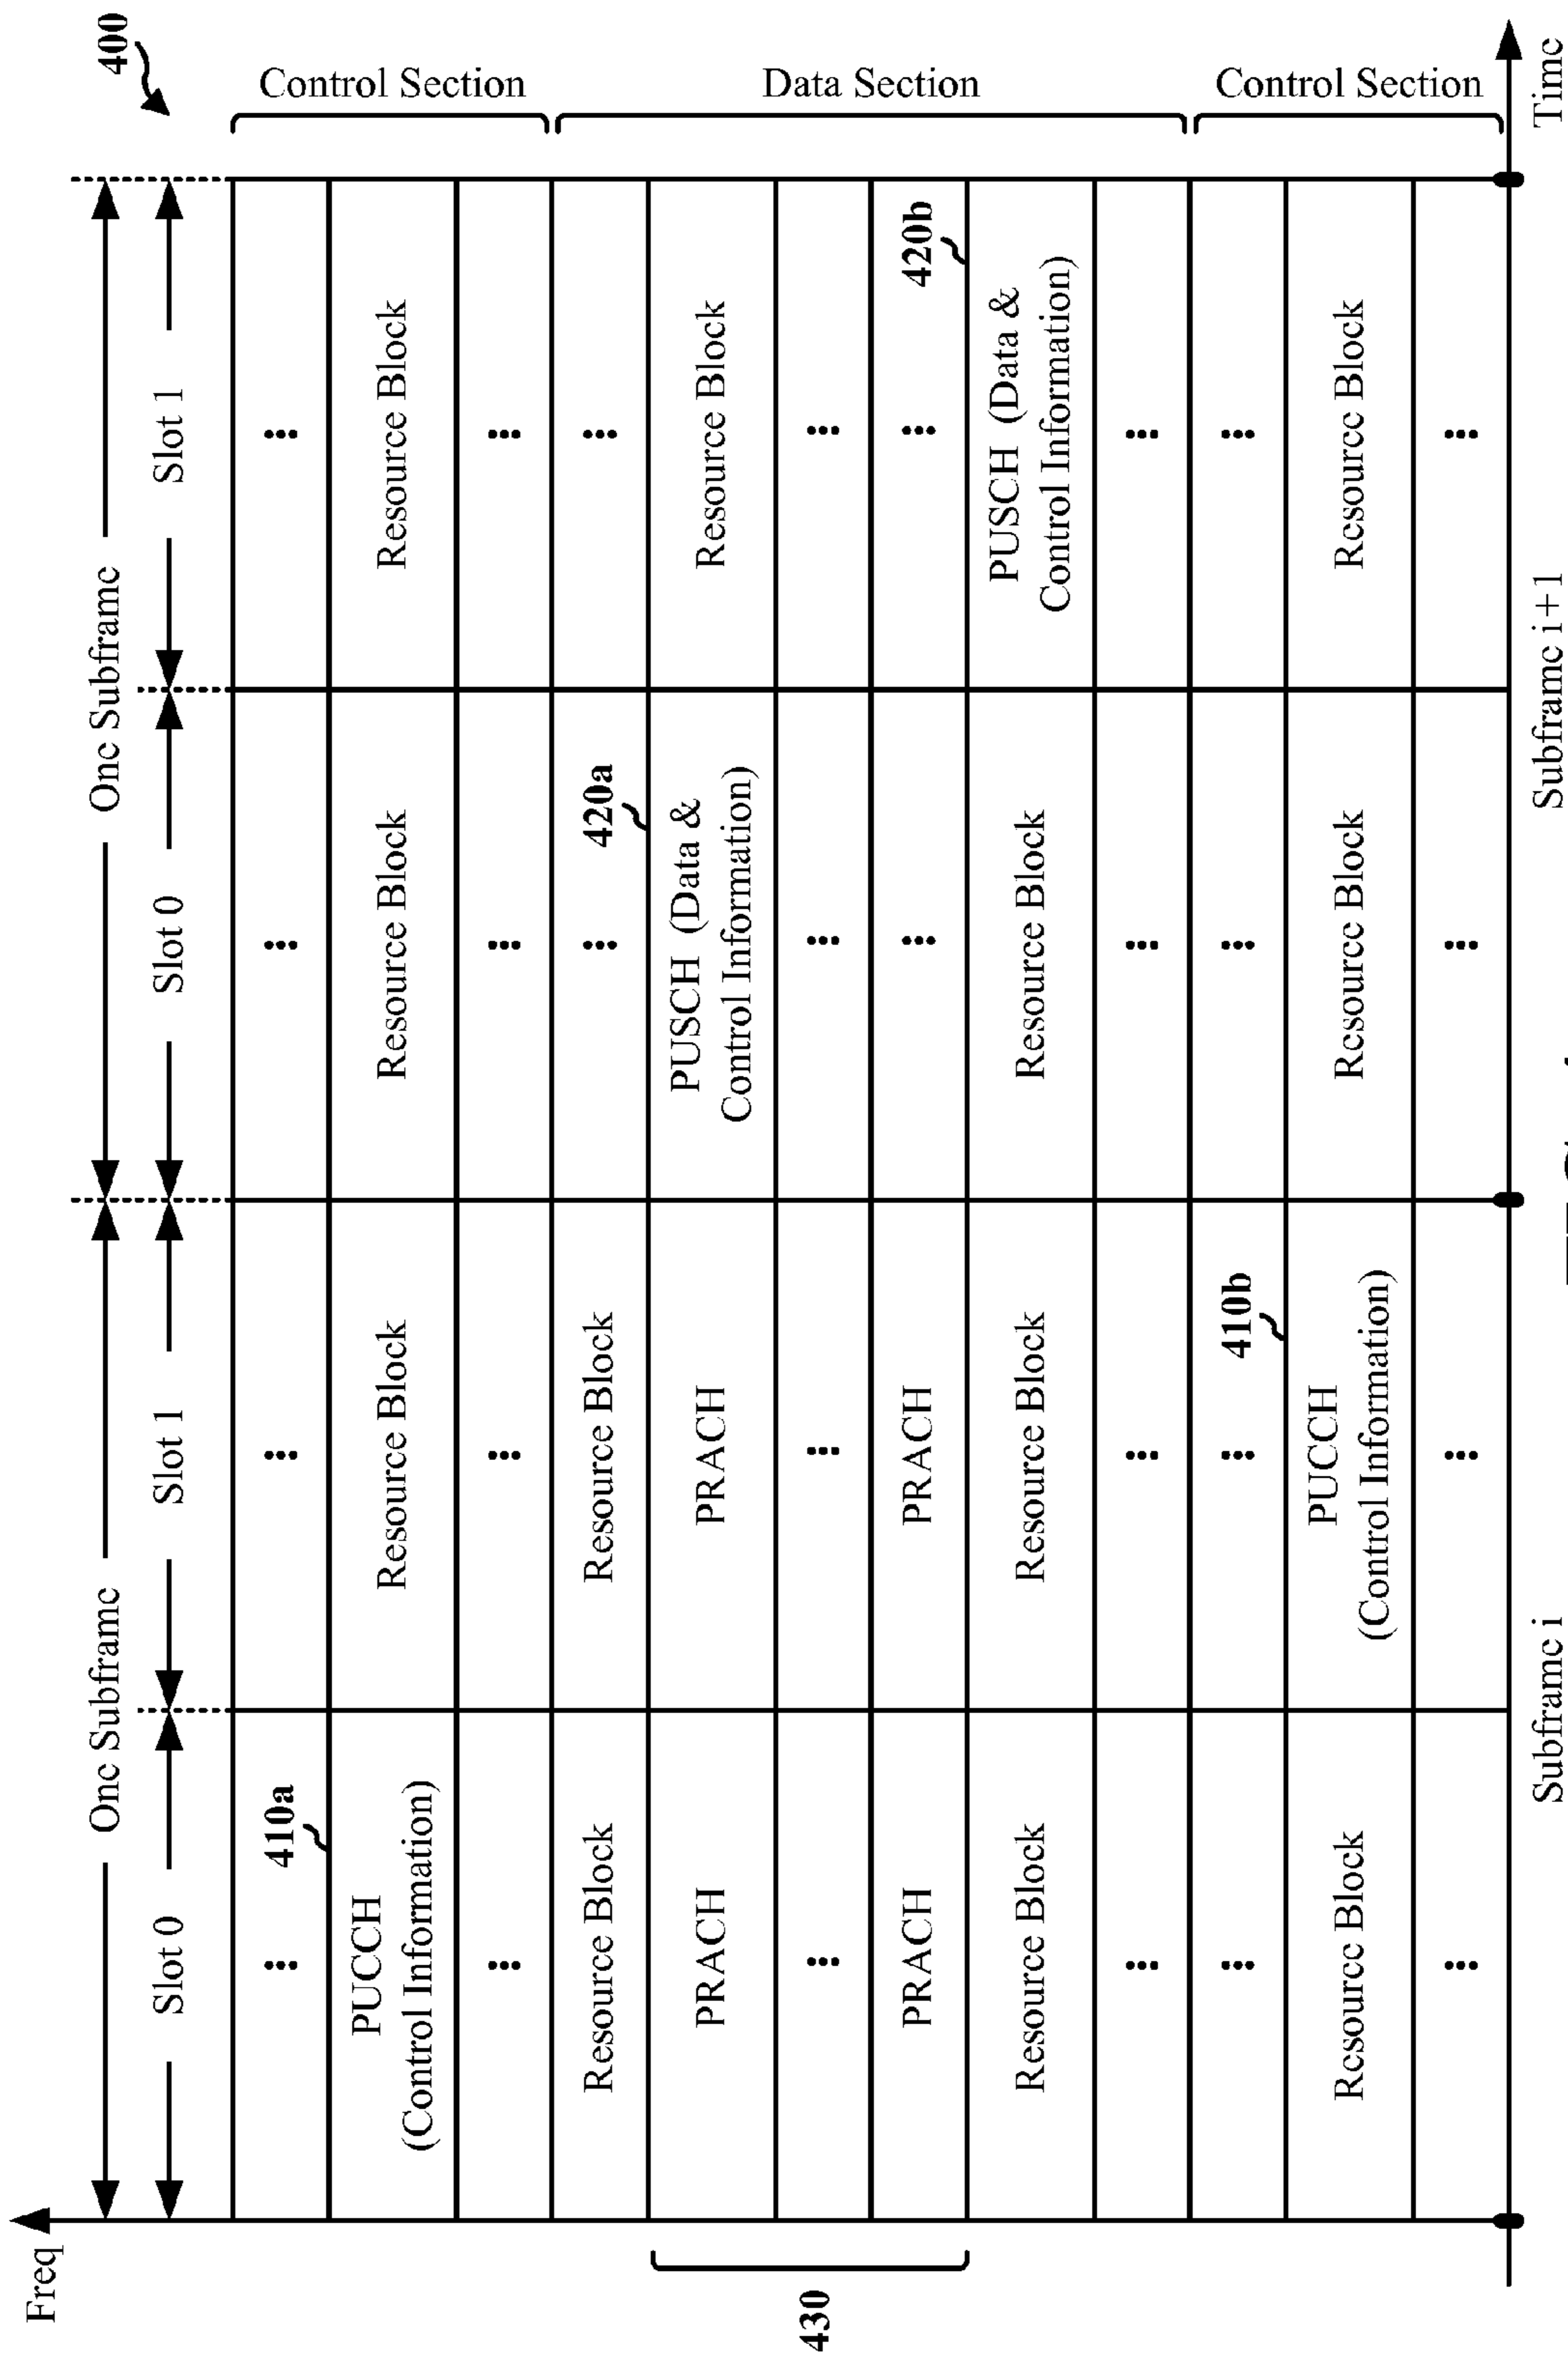 400
Freq
One Subframe
One Subframe
Slot 0
Slot 1
Slot 0
Slot 1
410a
PUCCH
(Control Information)
Resource Block
Resource Block
Resource Block
Control Section
Resource Block
Resource Block
420a
430
PRACH
PRACH
PUSCH (Data &
Control Information)
Resource Block
Data Section
PRACH
PRACH
420b
Resource Block
Resource Block
Resource Block
PUSCH (Data &
Control Information)
410b
Resource Block
PUCCH
(Control Information)
Resource Block
Resource Block
Control Section
Subframe i
Subframe i+1
Time